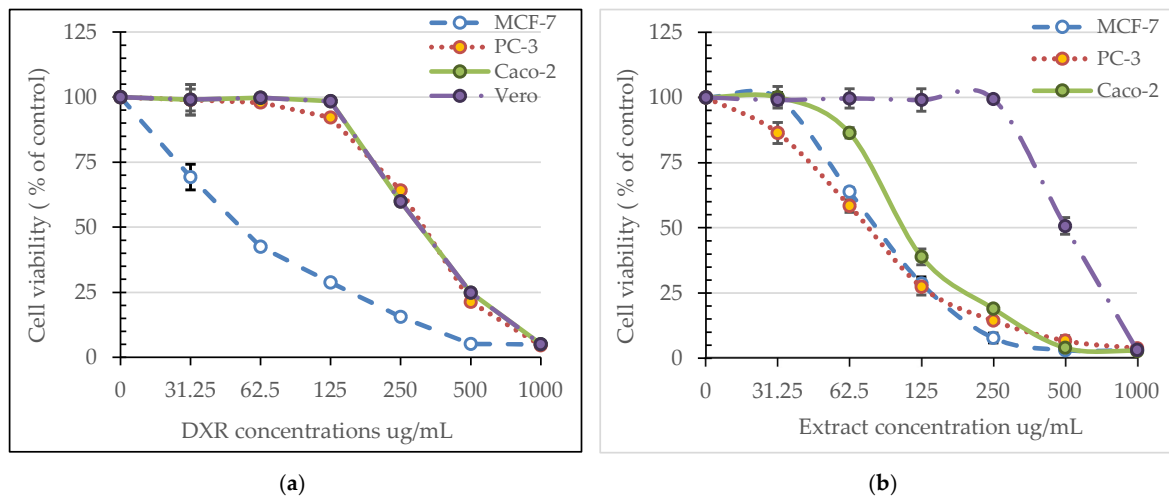 125
100
75
50
25
0
Cell viability ( % of control)
MCF-7
PC-3
Caco-2
Vero
0 31.25 62.5 125 250 500 1000
DXR concentrations ug/mL
(a)
125
100
75
50
25
0
Cell viability ( % of control)
MCF-7
PC-3
Caco-2
0 31.25 62.5 125 250 500 1000
Extract concentration ug/mL
(b)